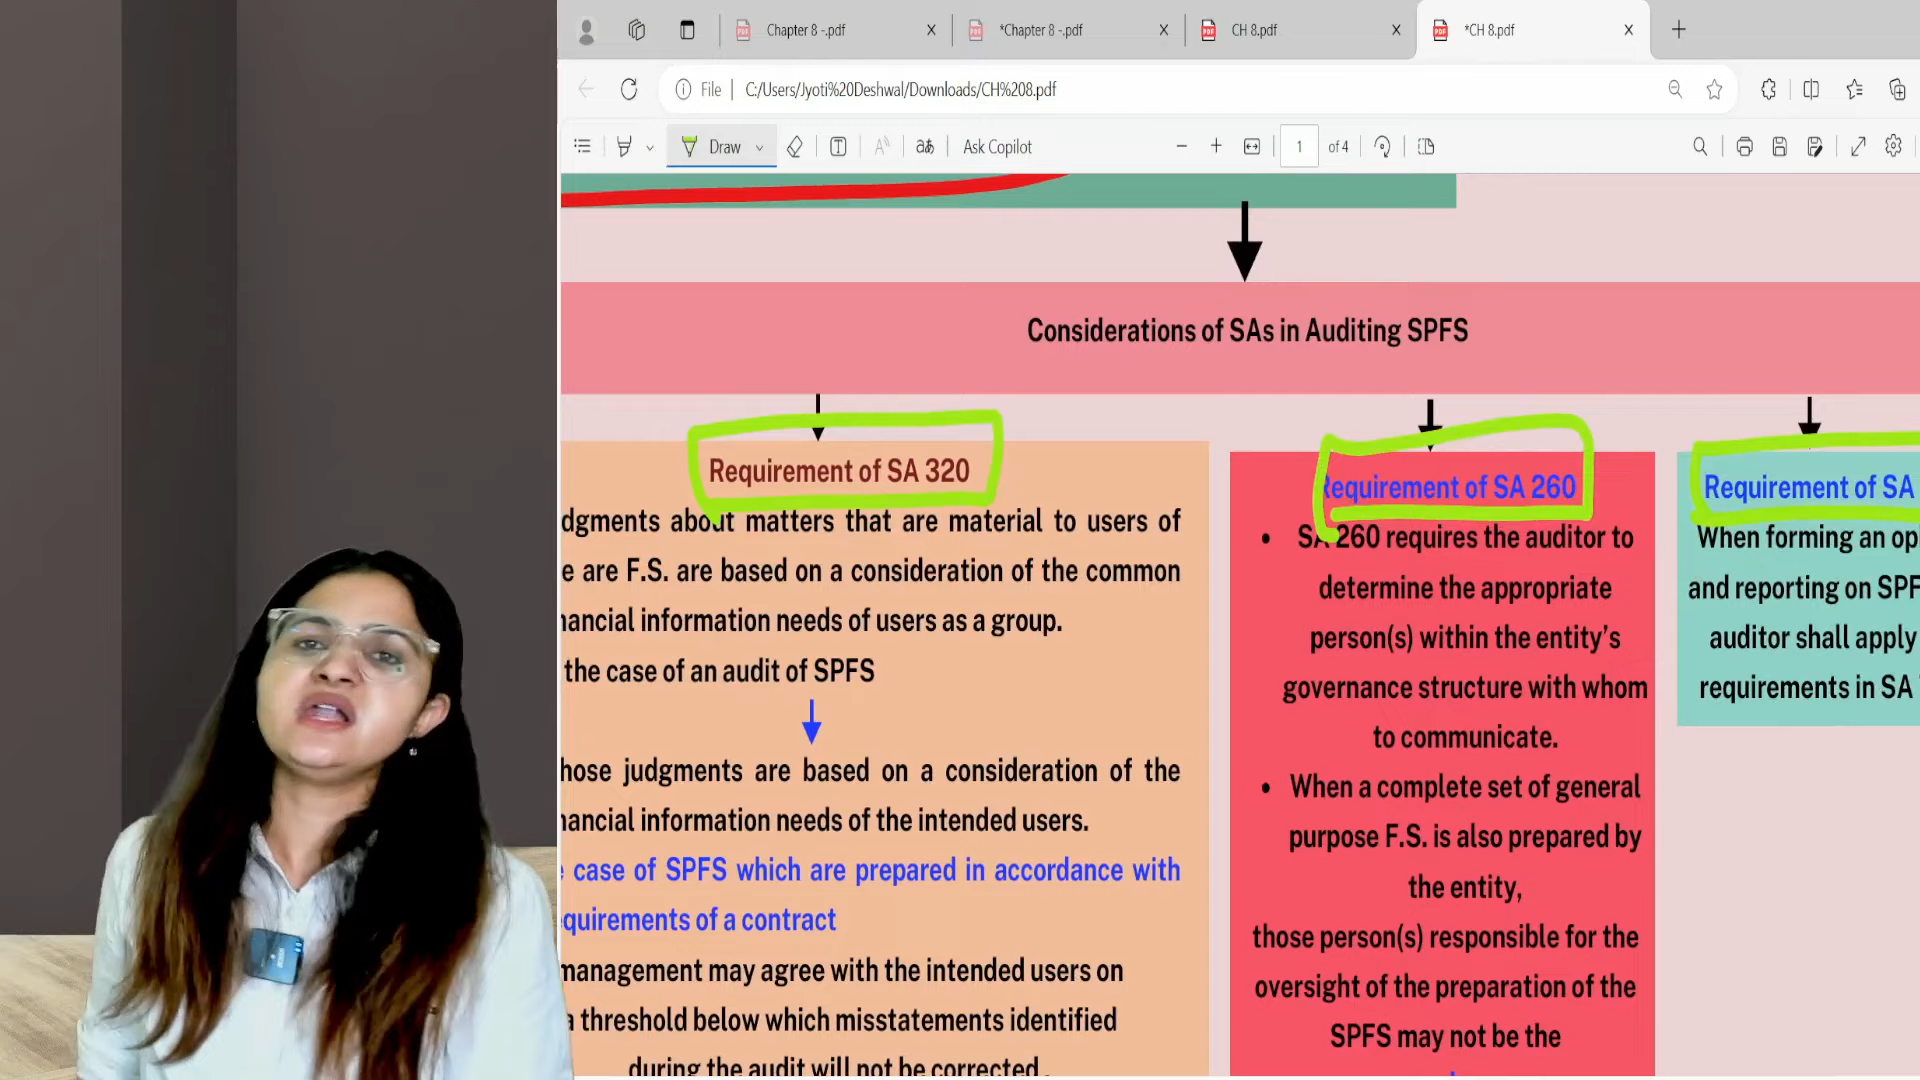 Chapter 8 -.pdf
*Chapter 8 -.pdf
CH 8.pdf
*CH 8.pdf
File
C:/Users/Jyoti%20Deshwal/Downloads/CH%208.pdf
Draw
Ask Copilot
1 of 4
Considerations of SAs in Auditing SPFS
Requirement of SA 320
dgments about matters that are material to users of
e are F.S. are based on a consideration of the common
nancial information needs of users as a group.
the case of an audit of SPFS
hose judgments are based on a consideration of the
nancial information needs of the intended users.
case of SPFS which are prepared in accordance with
quirements of a contract
management may agree with the intended users on
a threshold below which misstatements identified
during the audit will not be corrected.
Requirement of SA 260
• SA 260 requires the auditor to
determine the appropriate
person(s) within the entity's
governance structure with whom
to communicate.
• When a complete set of general
purpose F.S. is also prepared by
the entity,
those person(s) responsible for the
oversight of the preparation of the
SPFS may not be the
Requirement of SA
When forming an op
and reporting on SPF
auditor shall apply
requirements in SA